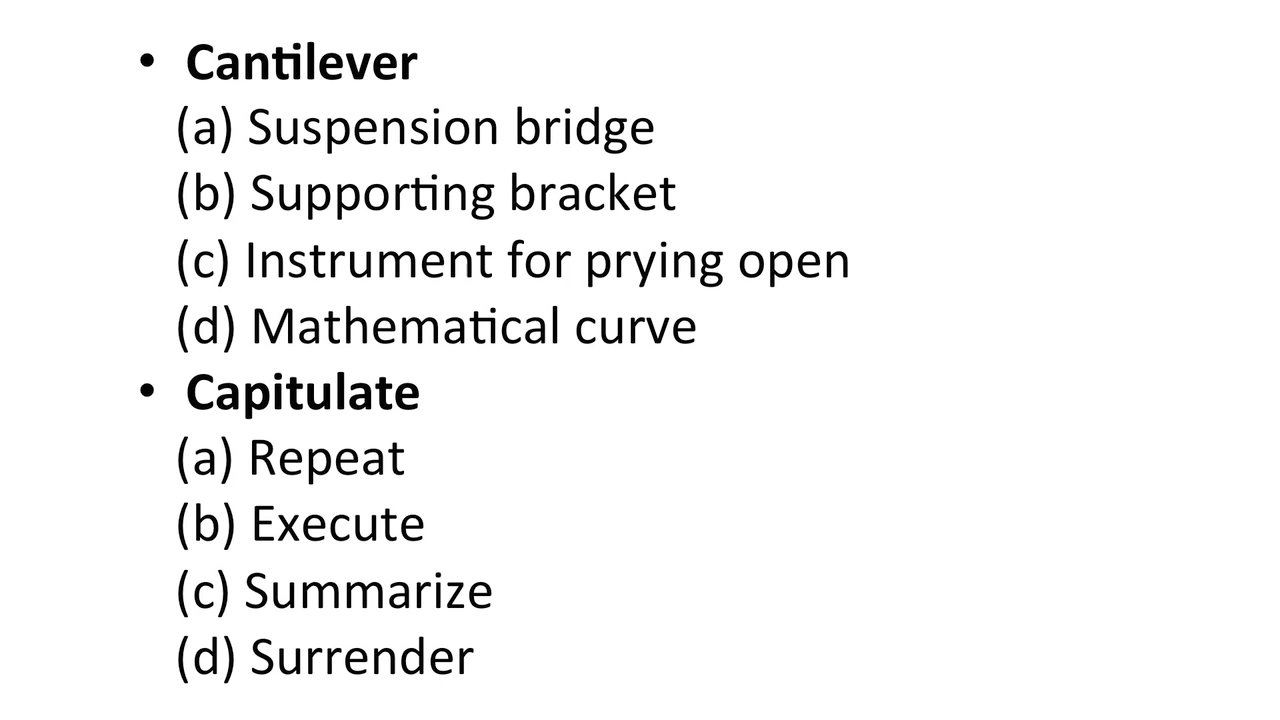 • Cantilever
(a) Suspension bridge
(b) Supporting bracket
(c) Instrument for prying open
(d) Mathematical curve
• Capitulate
(a) Repeat
(b) Execute
(c) Summarize
(d) Surrender